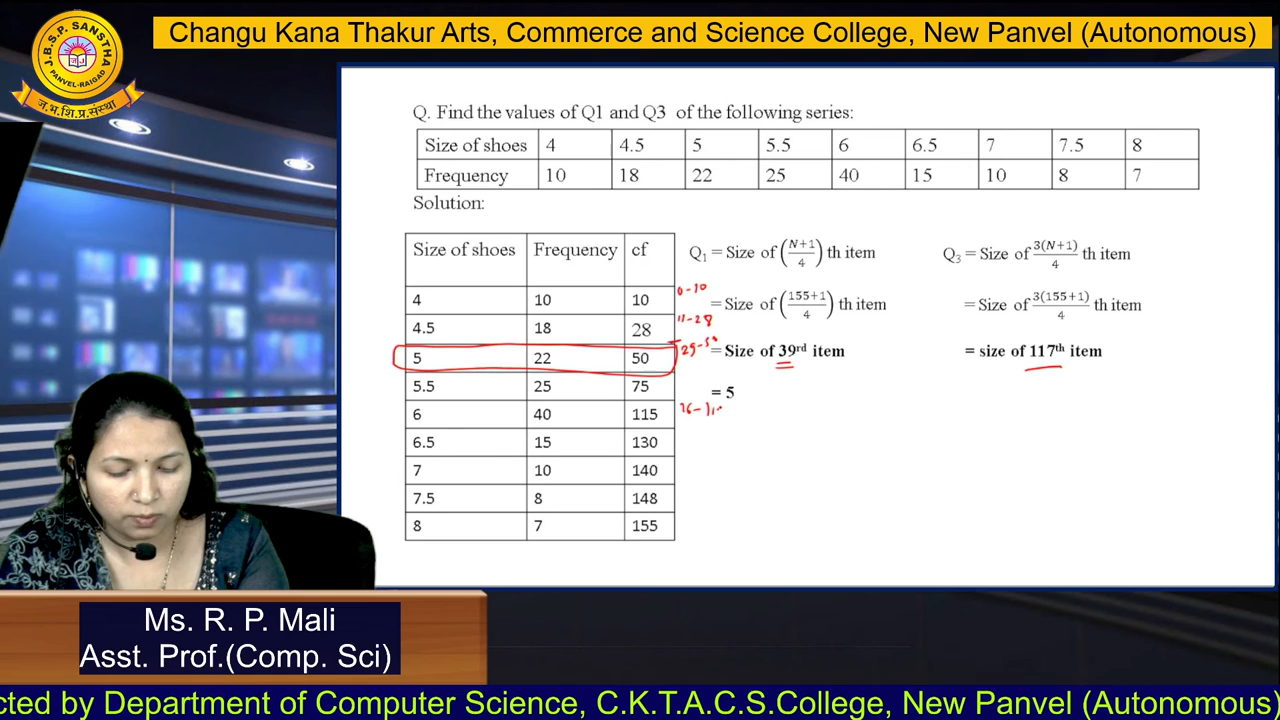 Changu Kana Thakur Arts, Commerce and Science College, New Panvel (Autonomous)
J.B.S.P. SANSTHA
PANVEL-RAIGAD
ज.भ.शि.प्र.संस्था
Q. Find the values of Q1 and Q3 of the following series:
Size of shoes 4 4.5 5 5.5 6 6.5 7 7.5 8
Frequency 10 18 22 25 40 15 10 8 7
Solution:
Size of shoes Frequency cf
4 10 10
4.5 18 28
5 22 50
5.5 25 75
6 40 115
6.5 15 130
7 10 140
7.5 8 148
8 7 155
0-10
11-28
29-50
Q₁ = Size of ((N+1)/4) th item
= Size of ((155+1)/4) th item
= Size of 39ʳᵈ item
= 5
Q₃ = Size of 3(N+1)/4 th item
= Size of 3(155+1)/4 th item
= size of 117ᵗʰ item
Ms. R. P. Mali
Asst. Prof.(Comp. Sci)
cted by Department of Computer Science, C.K.T.A.C.S.College, New Panvel (Autonomous)